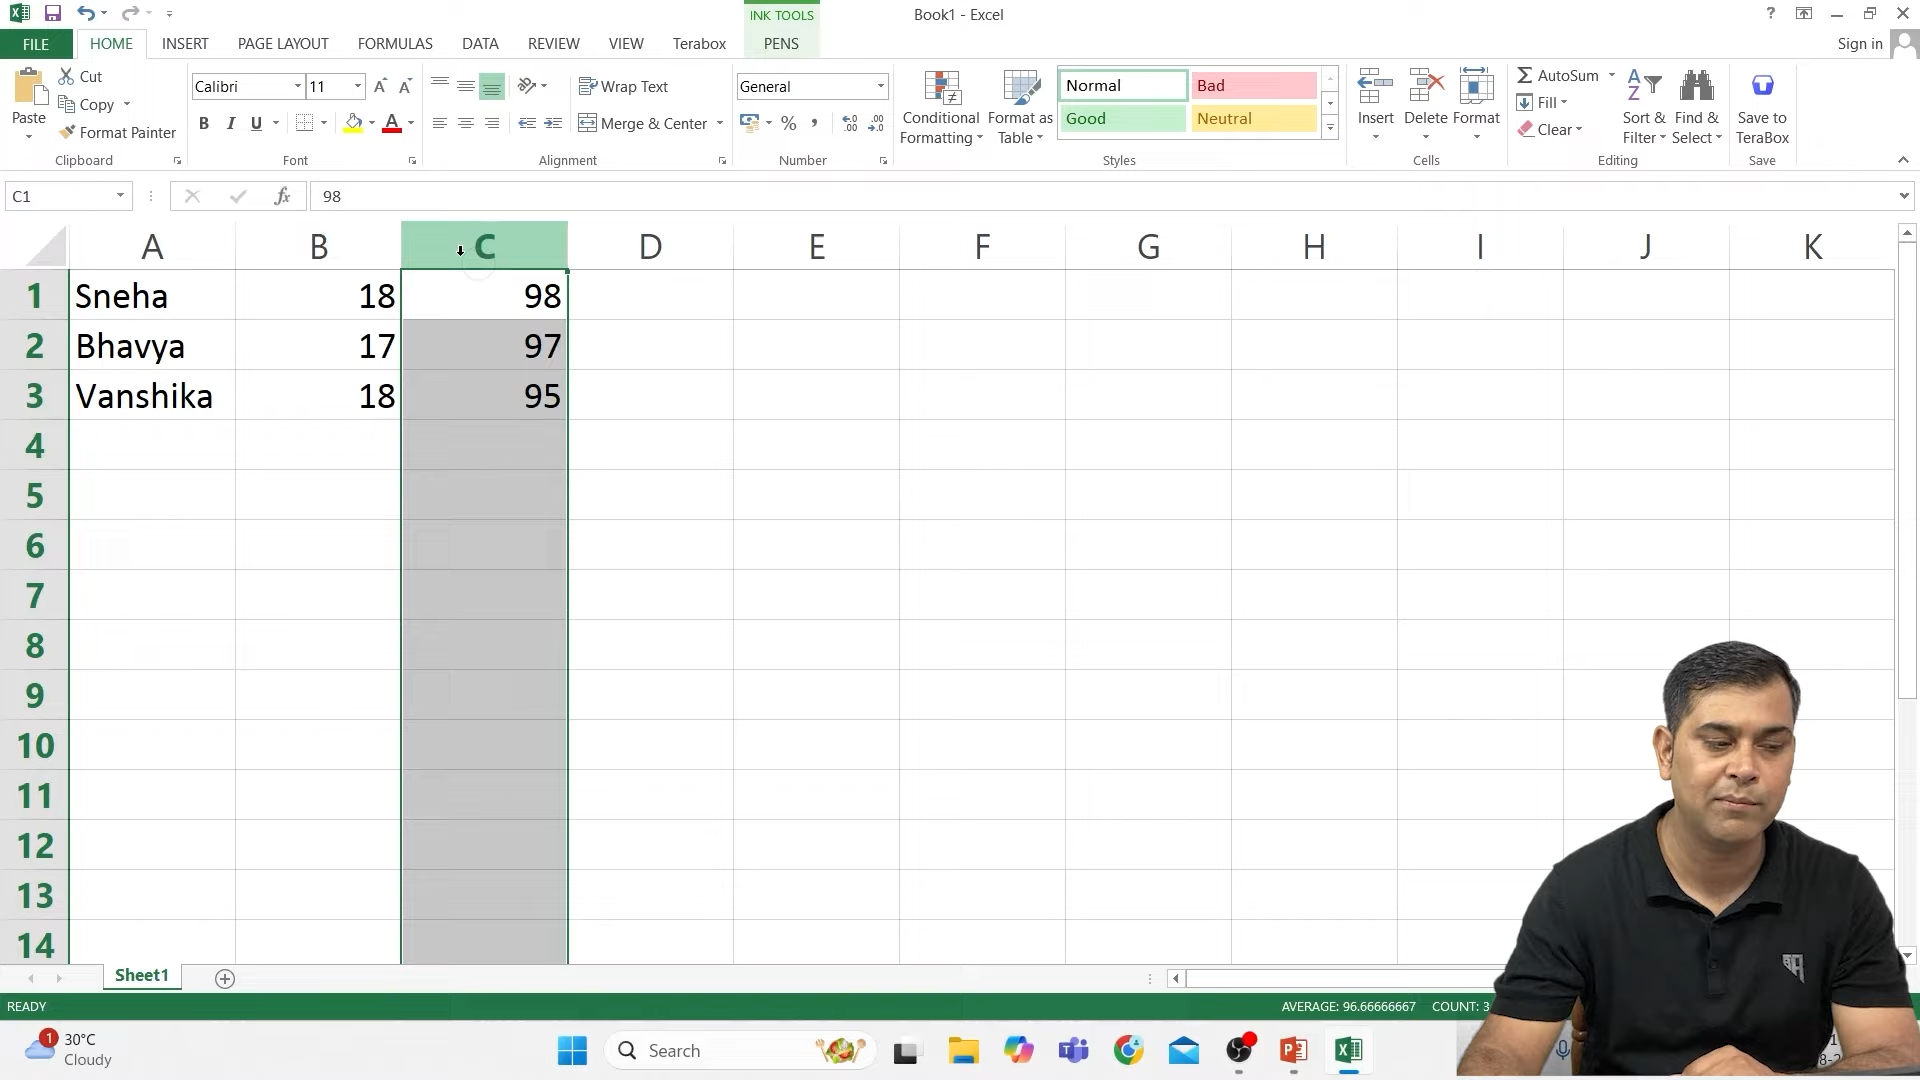 Book1 - Excel
INK TOOLS
FILE HOME INSERT PAGE LAYOUT FORMULAS DATA REVIEW VIEW Terabox PENS Sign in
Cut
Copy
Format Painter
Paste
Clipboard
Calibri 11
B I U
Font
Wrap Text
Merge & Center
Alignment
General
% ,
Number
Conditional Formatting
Format as Table
Normal Bad
Good Neutral
Styles
Insert Delete Format
Cells
AutoSum
Fill
Clear
Sort & Filter
Find & Select
Editing
Save to TeraBox
Save
C1 fx 98
A B C D E F G H I J K
1 Sneha 18 98
2 Bhavya 17 97
3 Vanshika 18 95
4
5
6
7
8
9
10
11
12
13
14
Sheet1
READY AVERAGE: 96.66666667 COUNT: 3
1 30°C
Cloudy
Search